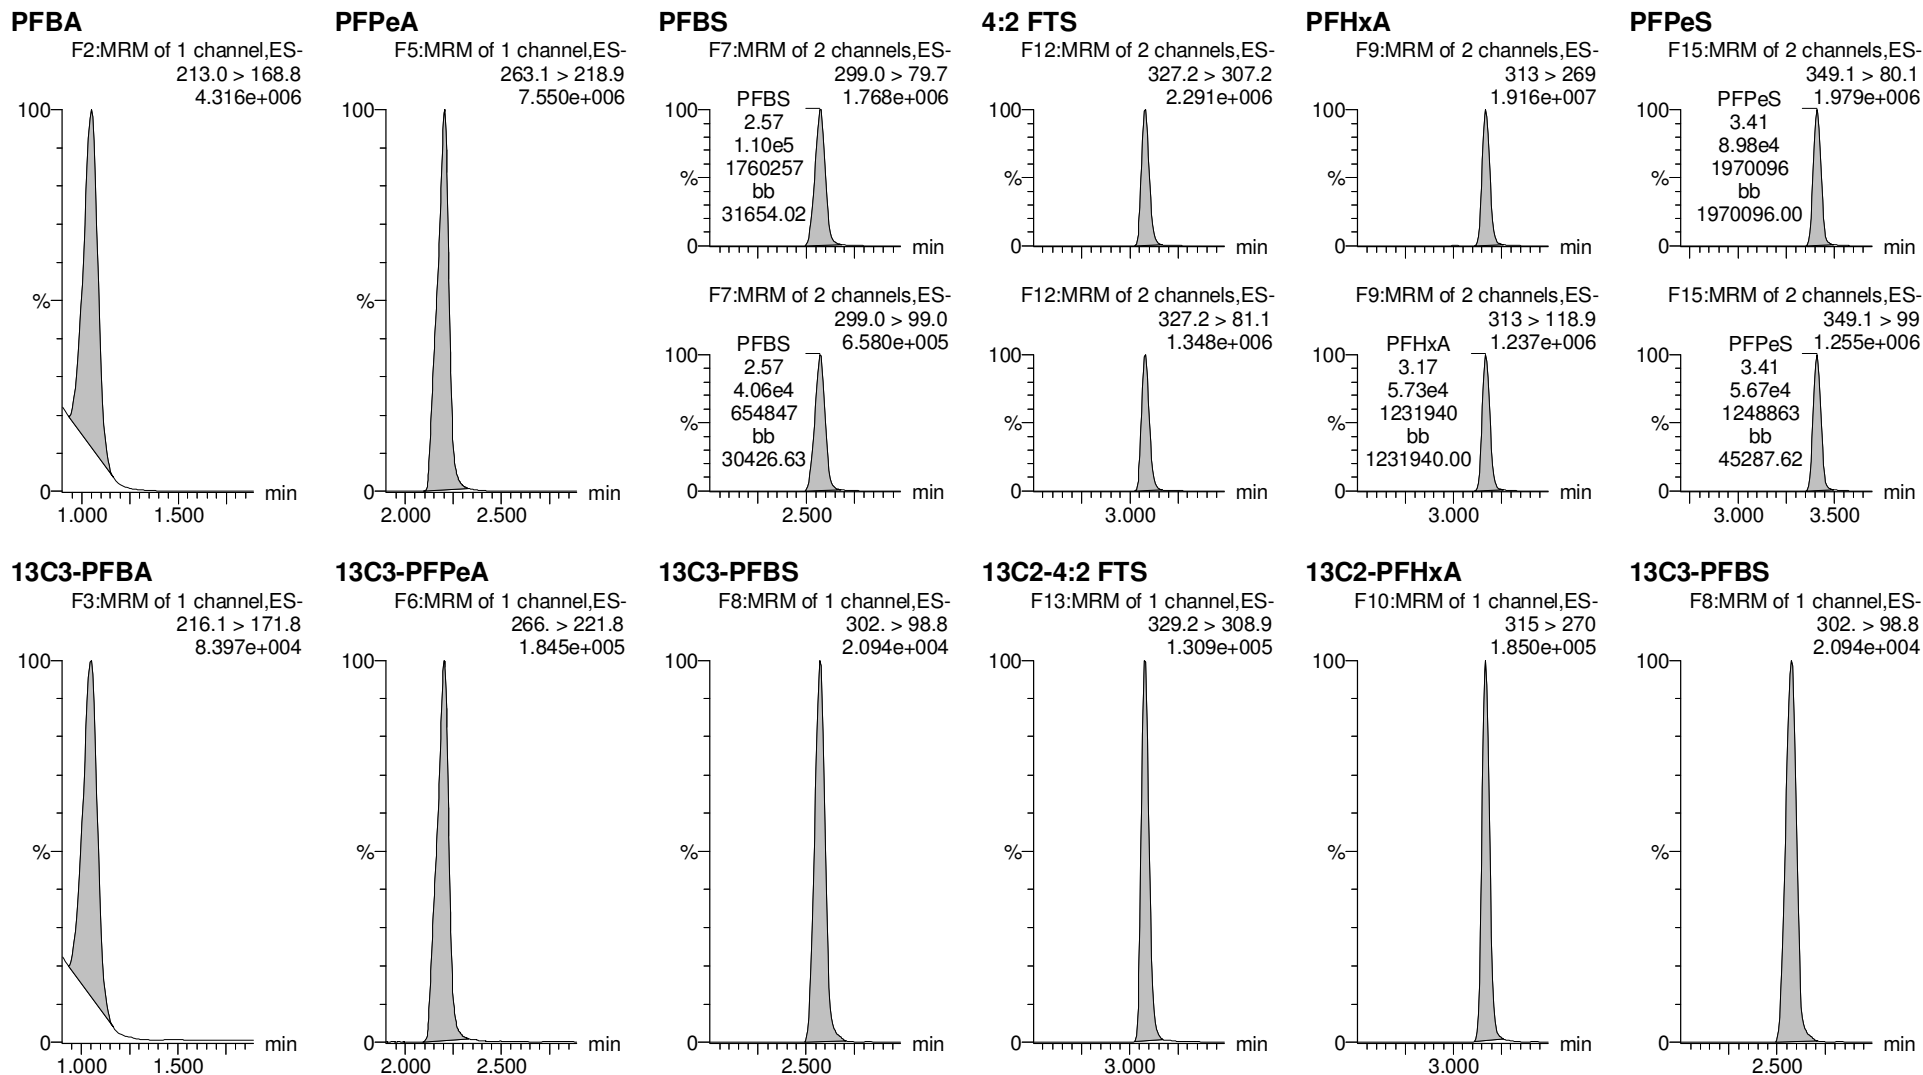 PFBA
F2:MRM of 1 channel,ES-
213.0 > 168.8
4.316e+006
100
%
0
min
1.000 1.500
PFPeA
F5:MRM of 1 channel,ES-
263.1 > 218.9
7.550e+006
100
%
0
min
2.000 2.500
PFBS
F7:MRM of 2 channels,ES-
299.0 > 79.7
1.768e+006
100
PFBS
2.57
1.10e5
1760257
bb
31654.02
%
0
min
F7:MRM of 2 channels,ES-
299.0 > 99.0
6.580e+005
100
PFBS
2.57
4.06e4
654847
bb
30426.63
%
0
min
2.500
4:2 FTS
F12:MRM of 2 channels,ES-
327.2 > 307.2
2.291e+006
100
%
0
min
F12:MRM of 2 channels,ES-
327.2 > 81.1
1.348e+006
100
%
0
min
3.000
PFHxA
F9:MRM of 2 channels,ES-
313 > 269
1.916e+007
100
%
0
min
F9:MRM of 2 channels,ES-
313 > 118.9
1.237e+006
100
PFHxA
3.17
5.73e4
1231940
bb
1231940.00
%
0
min
3.000
PFPeS
F15:MRM of 2 channels,ES-
349.1 > 80.1
1.979e+006
100
PFPeS
3.41
8.98e4
1970096
bb
1970096.00
%
0
min
F15:MRM of 2 channels,ES-
349.1 > 99
1.255e+006
100
PFPeS
3.41
5.67e4
1248863
bb
45287.62
%
0
min
3.000 3.500
13C3-PFBA
F3:MRM of 1 channel,ES-
216.1 > 171.8
8.397e+004
100
%
0
min
1.000 1.500
13C3-PFPeA
F6:MRM of 1 channel,ES-
266. > 221.8
1.845e+005
100
%
0
min
2.000 2.500
13C3-PFBS
F8:MRM of 1 channel,ES-
302. > 98.8
2.094e+004
100
%
0
min
2.500
13C2-4:2 FTS
F13:MRM of 1 channel,ES-
329.2 > 308.9
1.309e+005
100
%
0
min
3.000
13C2-PFHxA
F10:MRM of 1 channel,ES-
315 > 270
1.850e+005
100
%
0
min
3.000
13C3-PFBS
F8:MRM of 1 channel,ES-
302. > 98.8
2.094e+004
100
%
0
min
2.500